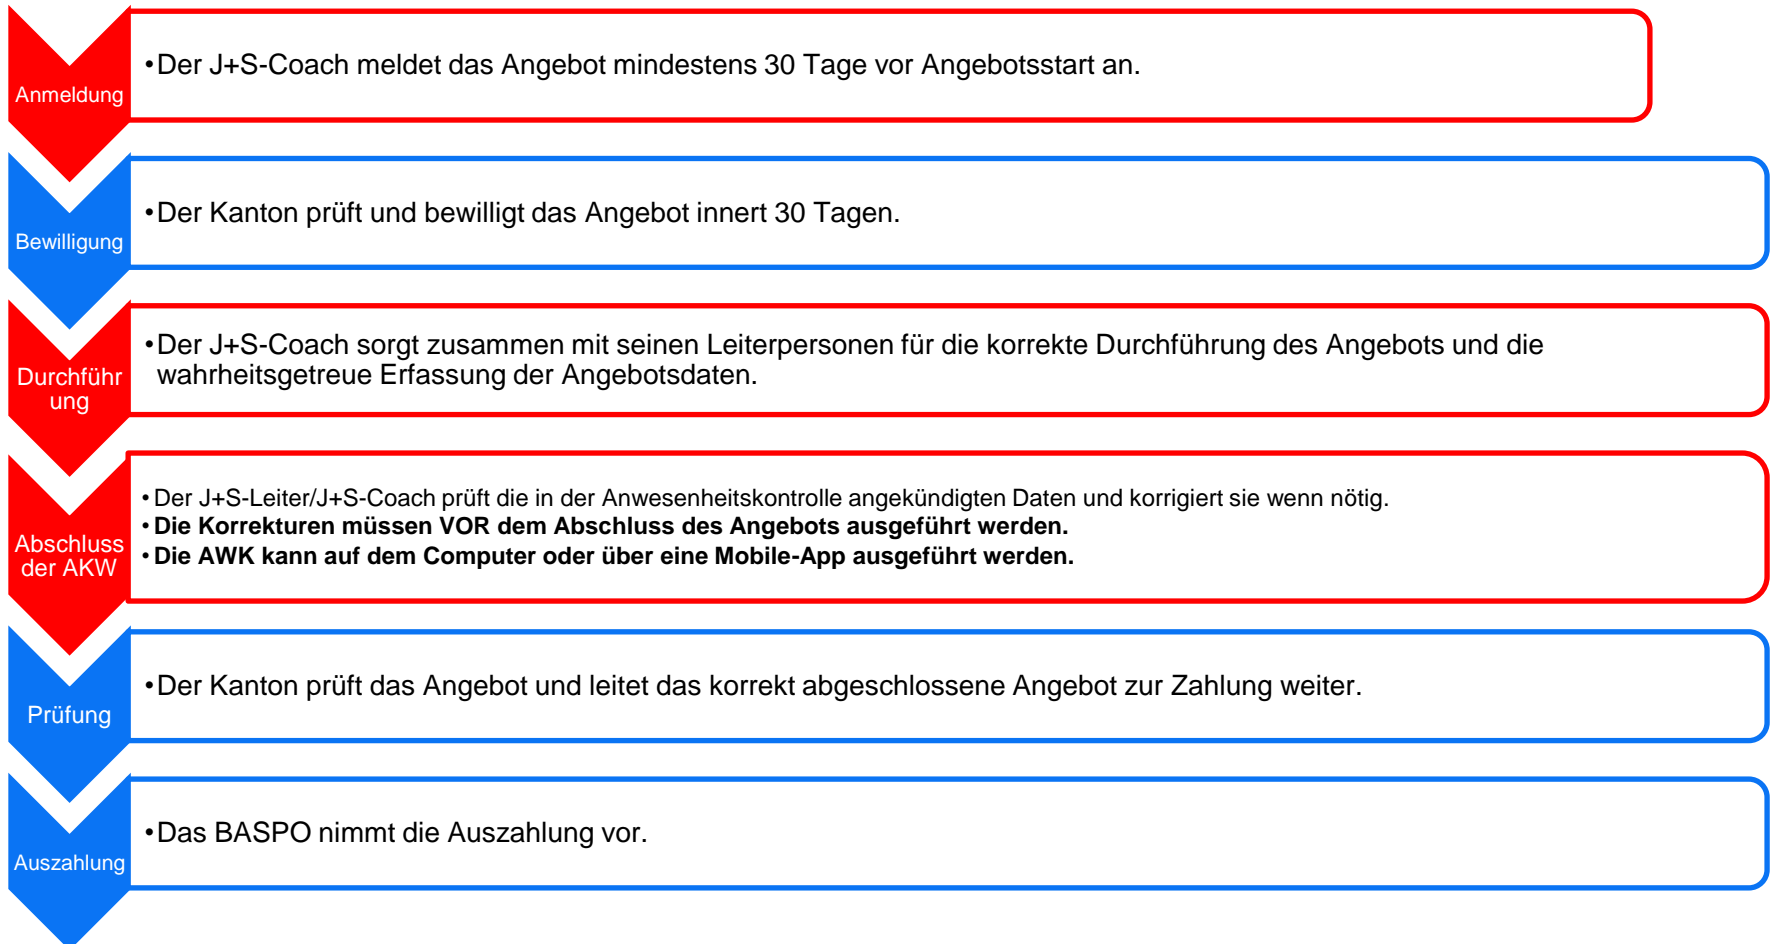 Anmeldung
•Der J+S-Coach meldet das Angebot mindestens 30 Tage vor Angebotsstart an.
Bewilligung
•Der Kanton prüft und bewilligt das Angebot innert 30 Tagen.
Durchführ
ung
•Der J+S-Coach sorgt zusammen mit seinen Leiterpersonen für die korrekte Durchführung des Angebots und die
wahrheitsgetreue Erfassung der Angebotsdaten.
Abschluss
der AKW
•Der J+S-Leiter/J+S-Coach prüft die in der Anwesenheitskontrolle angekündigten Daten und korrigiert sie wenn nötig.
•Die Korrekturen müssen VOR dem Abschluss des Angebots ausgeführt werden.
•Die AWK kann auf dem Computer oder über eine Mobile-App ausgeführt werden.
Prüfung
•Der Kanton prüft das Angebot und leitet das korrekt abgeschlossene Angebot zur Zahlung weiter.
Auszahlung
•Das BASPO nimmt die Auszahlung vor.